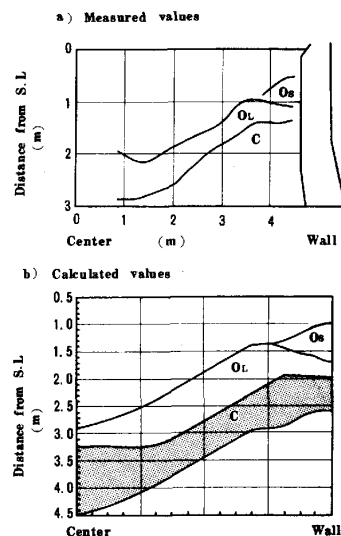 a) Measured values
Distance from S.L
(m)
0
1
2
3
Os
OL
C
0 1 2 3 4
Center (m) Wall
b) Calculated values
Distance from S.L
(m)
0.5
1.0
1.5
2.0
2.5
3.0
3.5
4.0
4.5
Os
OL
C
Center Wall